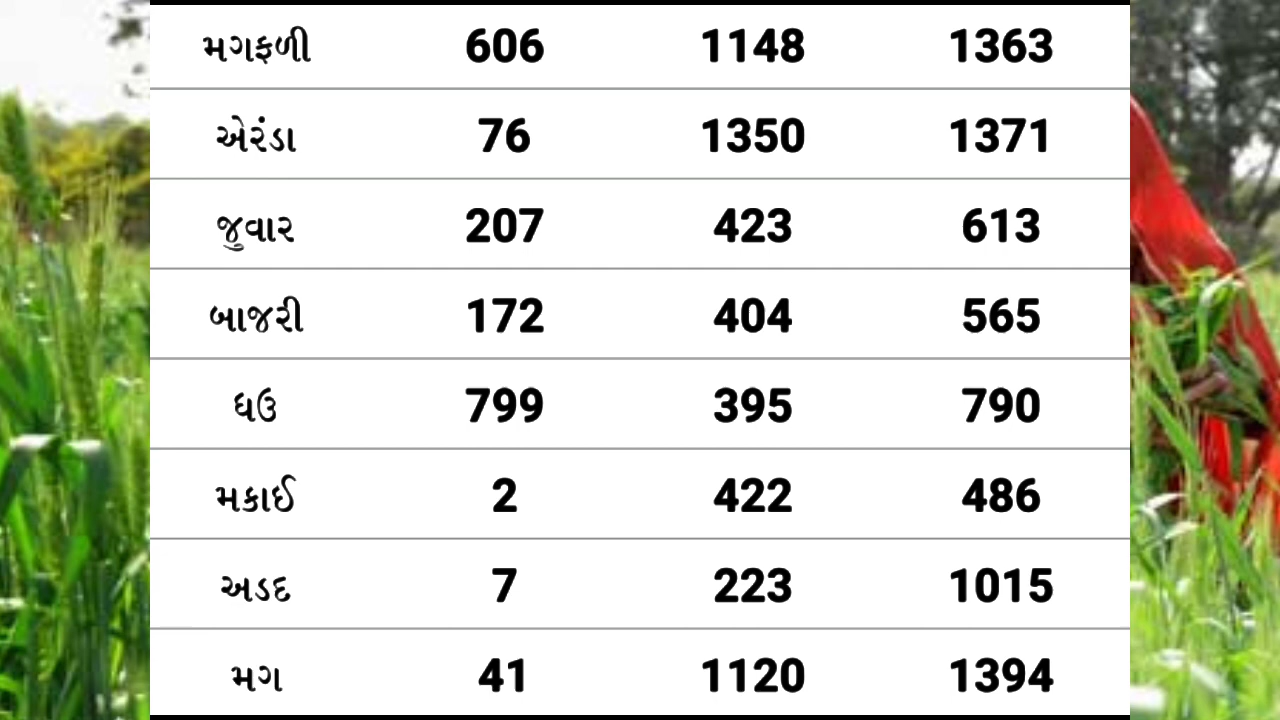 મગફળી 606 1148 1363
એરંડા 76 1350 1371
જુવાર 207 423 613
બાજરી 172 404 565
ઘઉ 799 395 790
મકાઈ 2 422 486
અડદ 7 223 1015
મગ 41 1120 1394